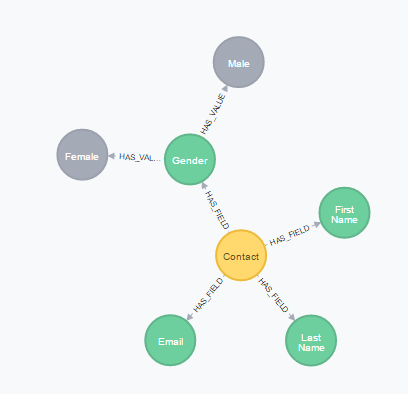 Male
HAS_VALUE
Female
HAS_VAL...
Gender
HAS_FIELD
First
Name
HAS_FIELD
Contact
HAS_FIELD
HAS_FIELD
Email
Last
Name